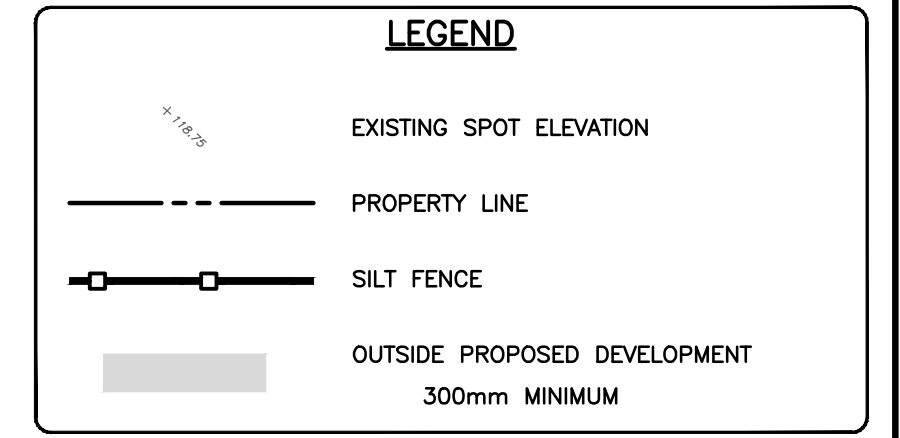 LEGEND
+ 118.75
EXISTING SPOT ELEVATION
PROPERTY LINE
SILT FENCE
OUTSIDE PROPOSED DEVELOPMENT
300mm MINIMUM